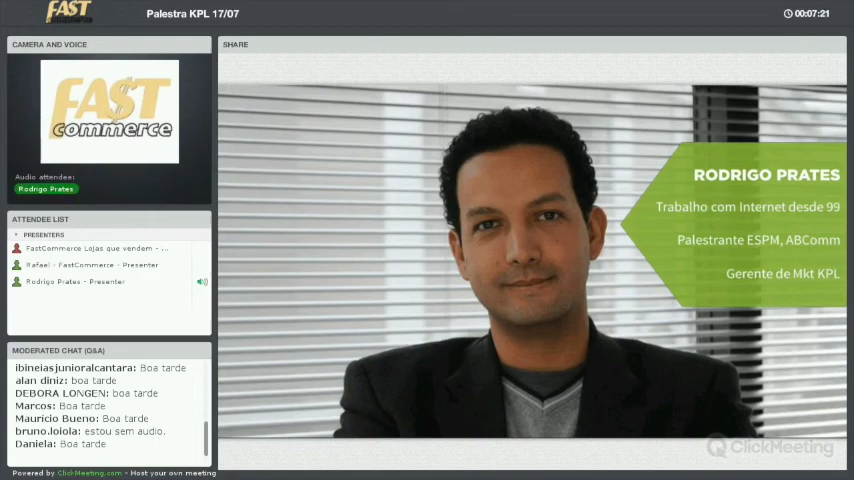 FAST
commerce
Palestra KPL 17/07
00:07:21
CAMERA AND VOICE
FAST
commerce
Audio attendee:
Rodrigo Prates
ATTENDEE LIST
PRESENTERS
FastCommerce Lojas que vendem - ...
Rafael - FastCommerce - Presenter
Rodrigo Prates - Presenter
MODERATED CHAT (Q&A)
ibineiasjunioralcantara: Boa tarde
alan diniz: boa tarde
DEBORA LONGEN: boa tarde
Marcos: Boa tarde
Mauricio Bueno: Boa tarde
bruno.loiola: estou sem audio.
Daniela: Boa tarde
Powered by ClickMeeting.com - Host your own meeting
SHARE
RODRIGO PRATES
Trabalho com Internet desde 99
Palestrante ESPM, ABComm
Gerente de Mkt KPL
ClickMeeting